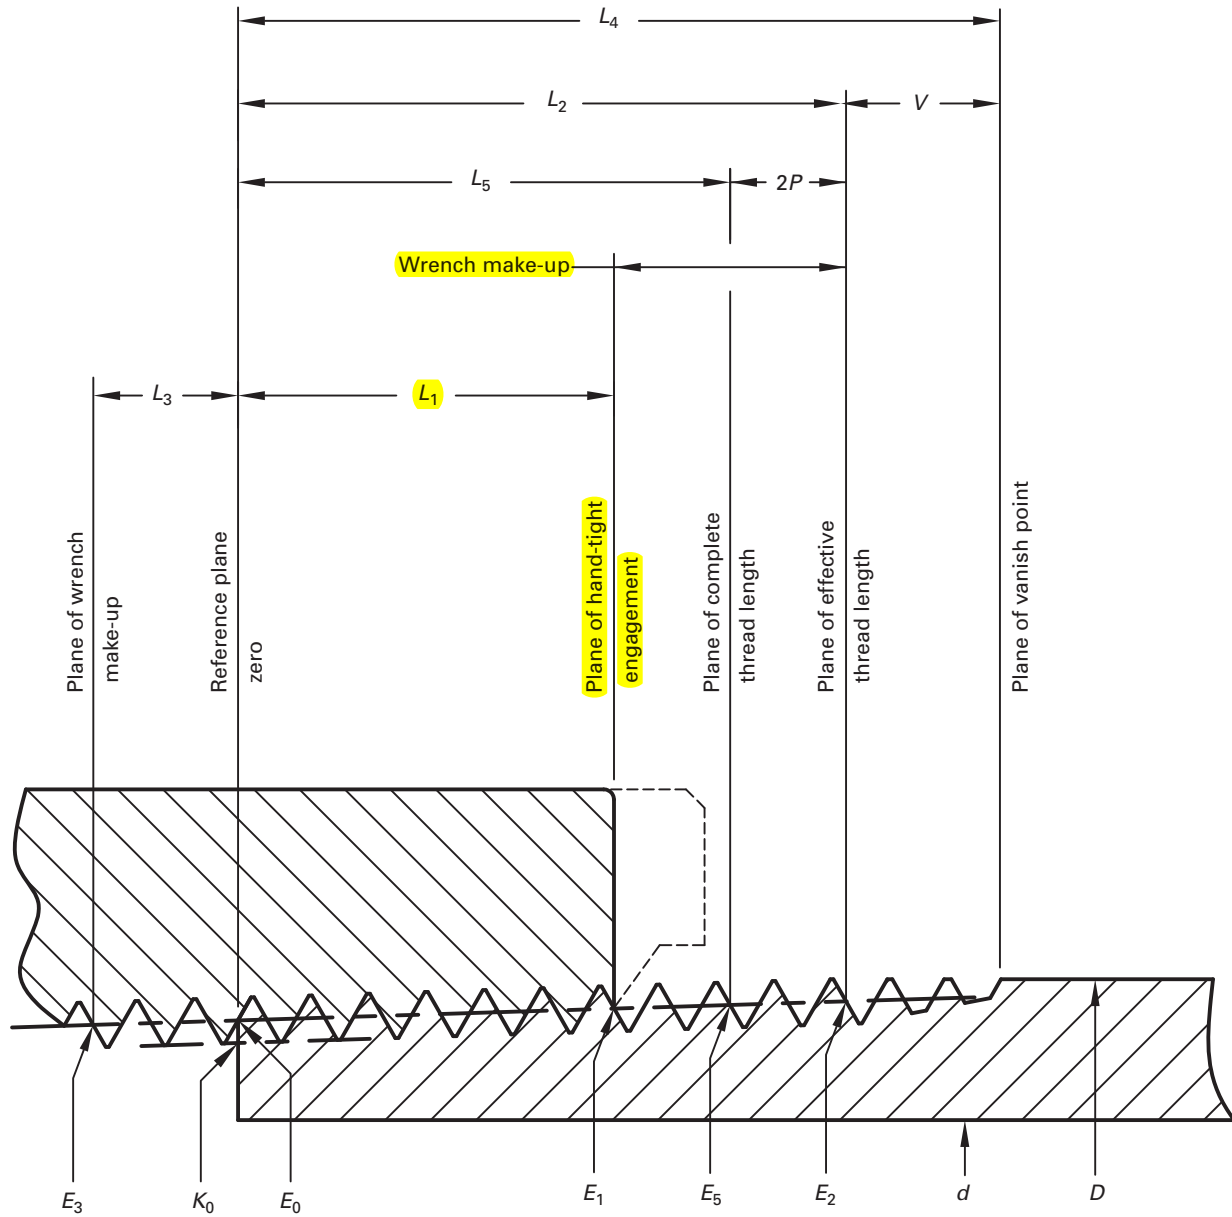 L₄
L₂
V
L₅
2P
Wrench make-up
L₃
L₁
Plane of wrench
make-up
Reference plane
zero
Plane of hand-tight
engagement
Plane of complete
thread length
Plane of effective
thread length
Plane of vanish point
E₃
K₀
E₀
E₁
E₅
E₂
d
D